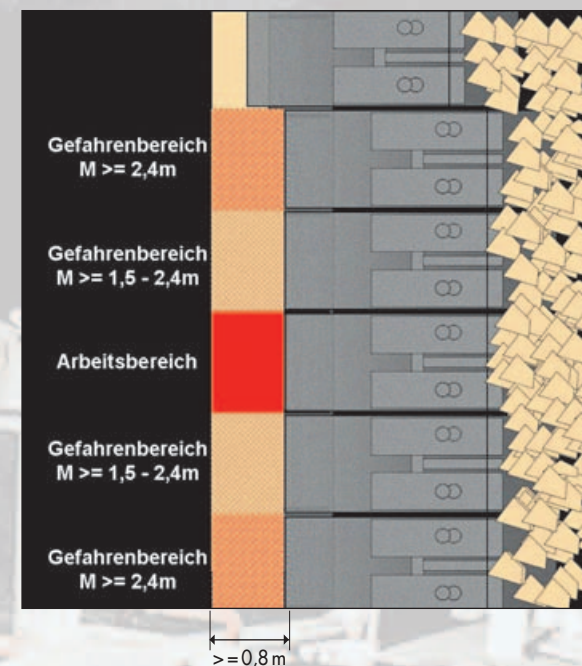 Gefahrenbereich
M >= 2,4m
Gefahrenbereich
M >= 1,5 - 2,4m
Arbeitsbereich
Gefahrenbereich
M >= 1,5 - 2,4m
Gefahrenbereich
M >= 2,4m
>=0,8m